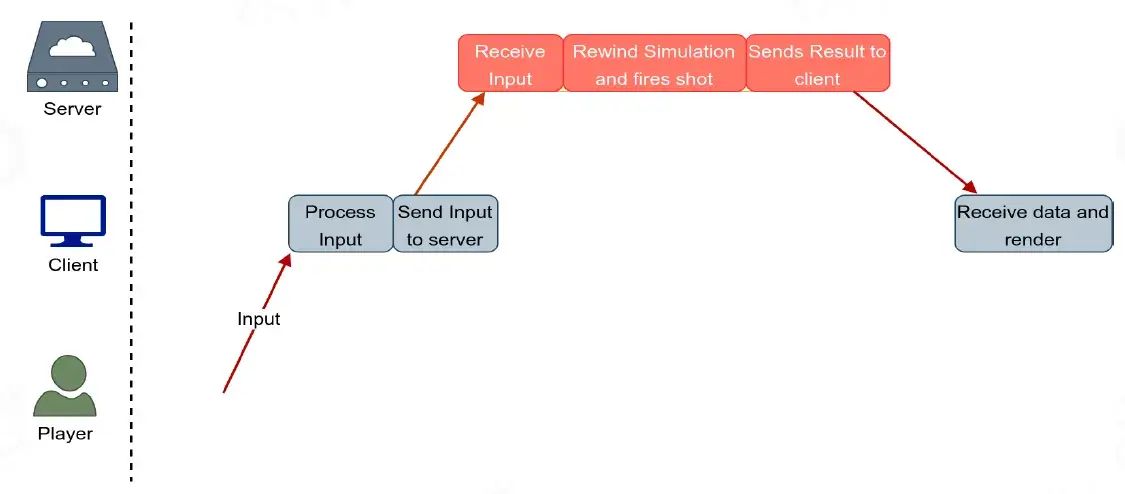 Server
Receive
Input
Rewind Simulation
and fires shot
Sends Result to
client
Client
Process
Input
Send Input
to server
Receive data and
render
Input
Player